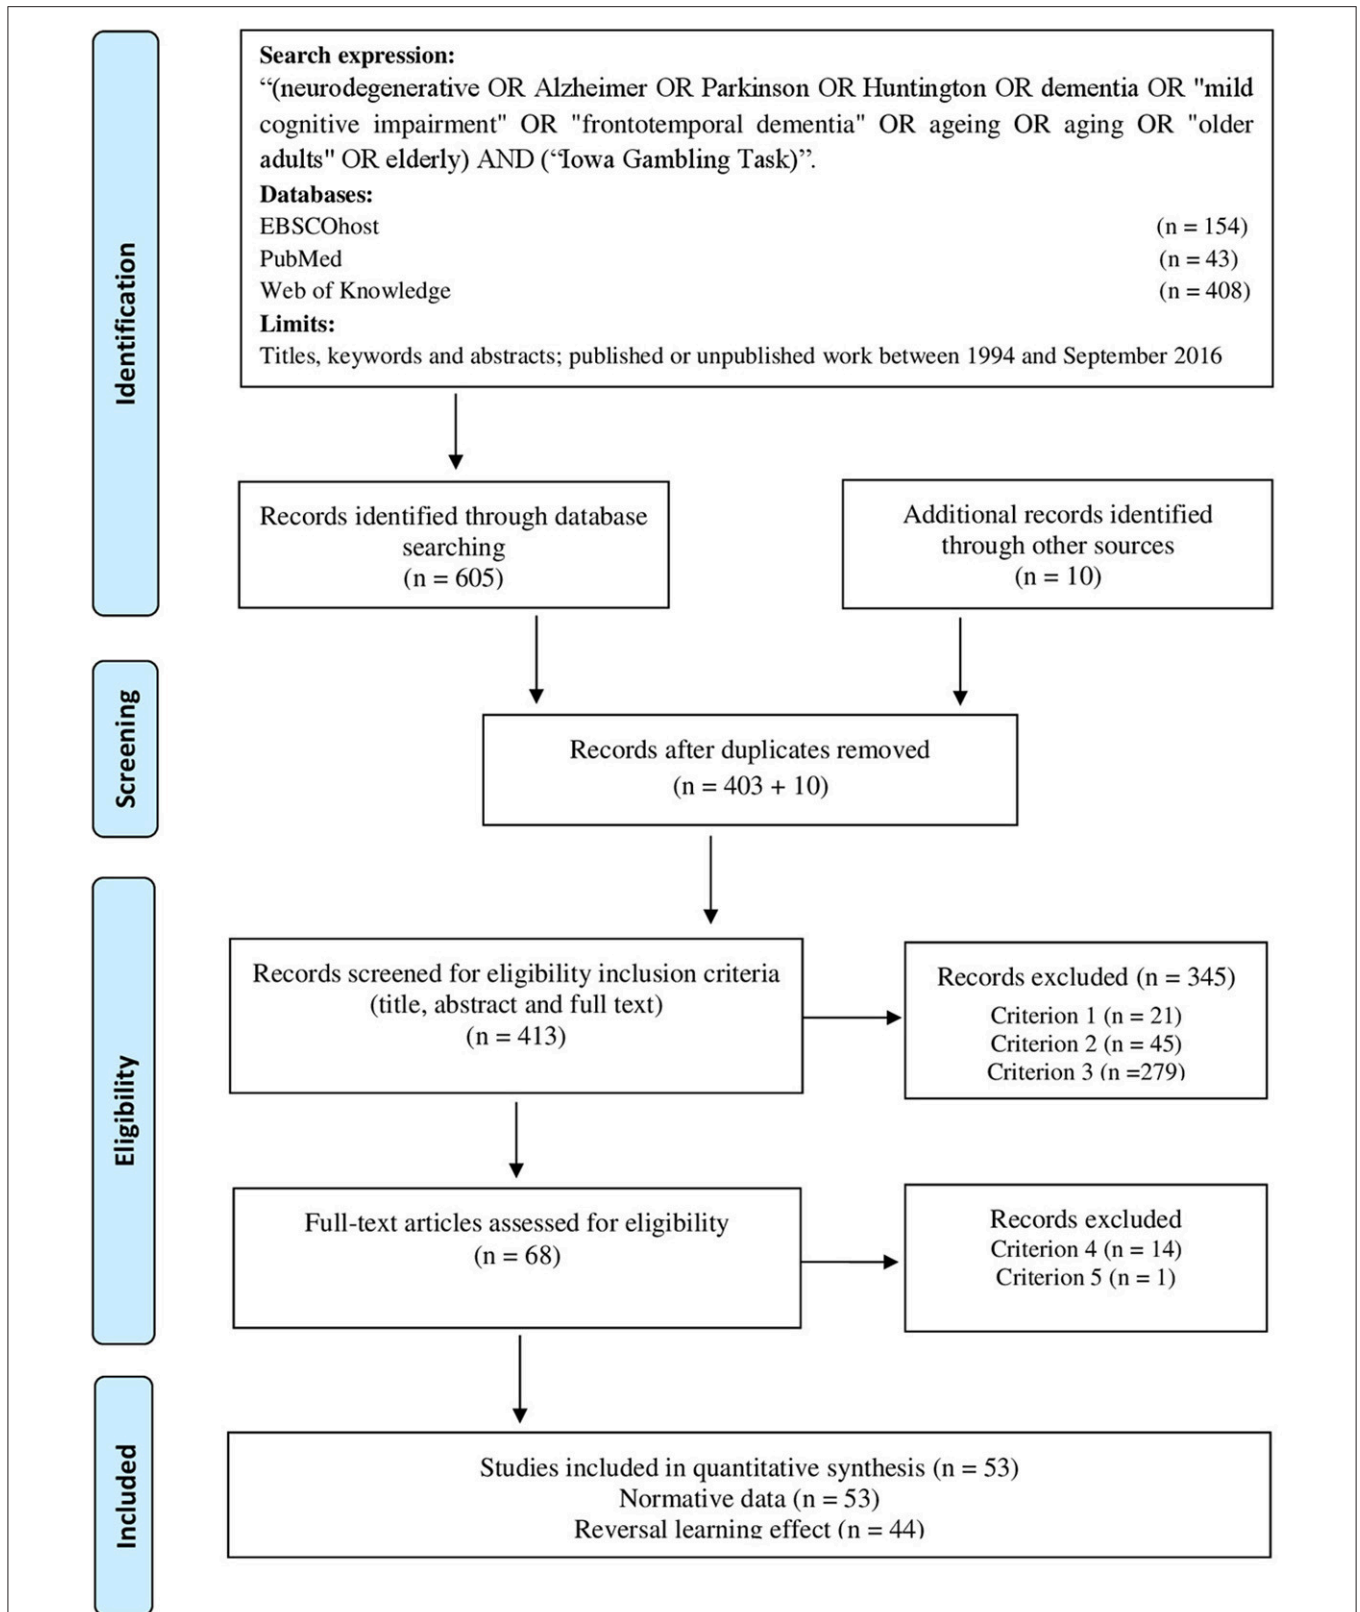 Identification
Search expression:
“(neurodegenerative OR Alzheimer OR Parkinson OR Huntington OR dementia OR "mild
cognitive impairment" OR "frontotemporal dementia" OR ageing OR aging OR "older
adults" OR elderly) AND (“Iowa Gambling Task)”.
Databases:
EBSCOhost (n = 154)
PubMed (n = 43)
Web of Knowledge (n = 408)
Limits:
Titles, keywords and abstracts; published or unpublished work between 1994 and September 2016
Records identified through database
searching
(n = 605)
Additional records identified
through other sources
(n = 10)
Screening
Records after duplicates removed
(n = 403 + 10)
Eligibility
Records screened for eligibility inclusion criteria
(title, abstract and full text)
(n = 413)
Records excluded (n = 345)
Criterion 1 (n = 21)
Criterion 2 (n = 45)
Criterion 3 (n =279)
Full-text articles assessed for eligibility
(n = 68)
Records excluded
Criterion 4 (n = 14)
Criterion 5 (n = 1)
Included
Studies included in quantitative synthesis (n = 53)
Normative data (n = 53)
Reversal learning effect (n = 44)